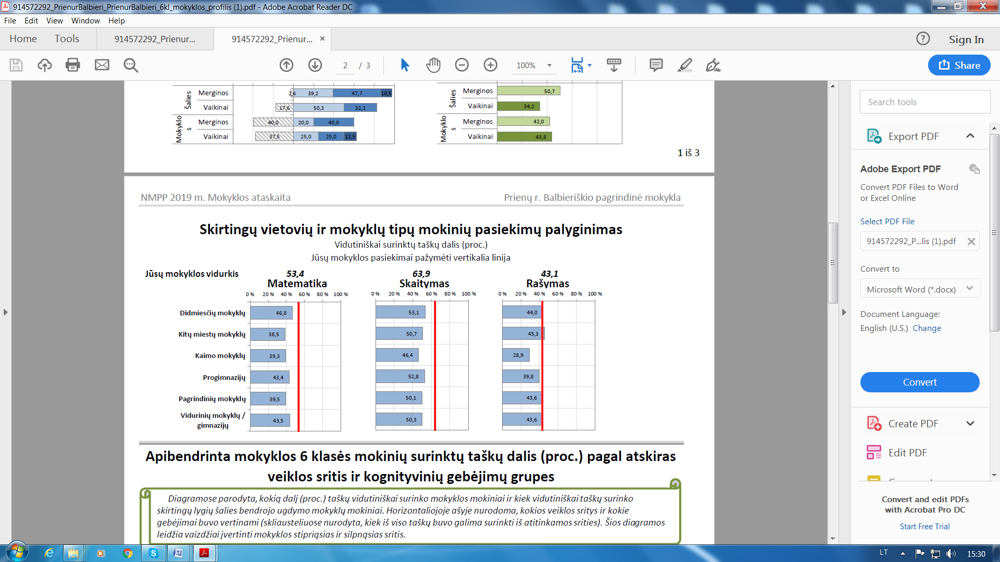 914572292_PrienurBalbieri_PrienurBalbieri_6kl_mokyklos_profilis (1).pdf - Adobe Acrobat Reader DC
File Edit View Window Help
Home Tools 914572292_Prienur... 914572292_Prienur... Sign In
2 / 3 100% Share
Šalies Merginos 2,6 39,2 47,7 10,5
Vaikinai 17,6 50,3 32,1
Mokyklos Merginos 40,0 20,0 40,0
Vaikinai 37,5 25,0 25,0 12,5
Šalies Merginos 50,7
Vaikinai 34,2
Mokyklos Merginos 42,0
Vaikinai 43,8
1 iš 3
NMPP 2019 m. Mokyklos ataskaita Prienų r. Balbieriškio pagrindinė mokykla
Skirtingų vietovių ir mokyklų tipų mokinių pasiekimų palyginimas
Vidutiniškai surinktų taškų dalis (proc.)
Jūsų mokyklos pasiekimai pažymėti vertikalia linija
Jūsų mokyklos vidurkis 53,4 63,9 43,1
Matematika Skaitymas Rašymas
0 % 20 % 40 % 60 % 80 % 100 % 0 % 20 % 40 % 60 % 80 % 100 % 0 % 20 % 40 % 60 % 80 % 100 %
Didmiesčių mokyklų 46,8 53,1 44,0
Kitų miestų mokyklų 38,5 50,7 45,3
Kaimo mokyklų 39,3 46,4 28,9
Progimnazijų 43,4 52,8 39,8
Pagrindinių mokyklų 39,5 50,1 43,6
Vidurinių mokyklų /
gimnazijų 43,5 50,3 43,6
Apibendrinta mokyklos 6 klasės mokinių surinktų taškų dalis (proc.) pagal atskiras
veiklos sritis ir kognityvinių gebėjimų grupes
Diagramose parodyta, kokią dalį (proc.) taškų vidutiniškai surinko mokyklos mokiniai ir kiek vidutiniškai taškų surinko
skirtingų lygių šalies bendrojo ugdymo mokyklų mokiniai. Horizontaliojoje ašyje nurodoma, kokios veiklos sritys ir kokie
gebėjimai buvo vertinami (skliausteliuose nurodyta, kiek iš viso taškų buvo galima surinkti iš atitinkamos srities). Šios diagramos
leidžia vaizdžiai įvertinti mokyklos stipriąsias ir silpnąsias sritis.
Search tools
Export PDF
Adobe Export PDF
Convert PDF Files to Word
or Excel Online
Select PDF File
914572292_P...lis (1).pdf
Convert to
Microsoft Word (*.docx)
Document Language:
English (U.S.) Change
Convert
Create PDF
Edit PDF
Convert and edit PDFs
with Acrobat Pro DC
Start Free Trial
LT 15:30